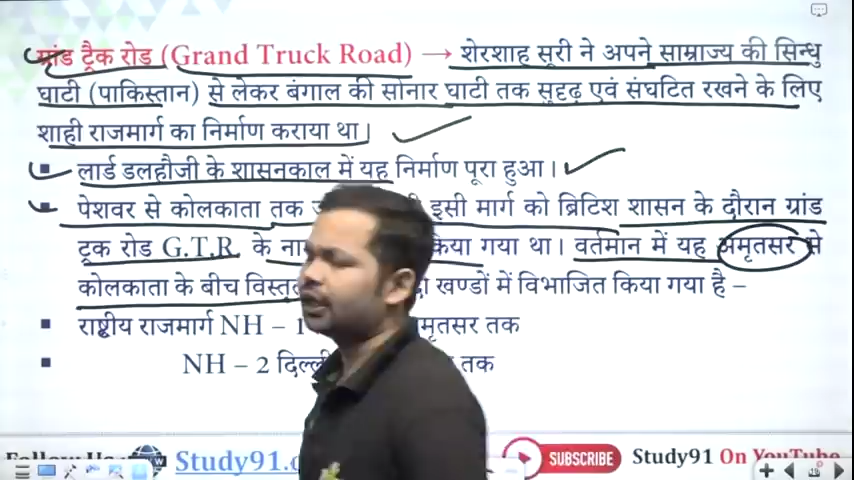 ग्रांड ट्रैक रोड (Grand Truck Road) → शेरशाह सूरी ने अपने साम्राज्य की सिन्धु
घाटी (पाकिस्तान) से लेकर बंगाल की सोनार घाटी तक सुदृढ़ एवं संघटित रखने के लिए
शाही राजमार्ग का निर्माण कराया था।
▪ लार्ड डलहौजी के शासनकाल में यह निर्माण पूरा हुआ।
▪ पेशवर से कोलकाता तक इसी मार्ग को ब्रिटिश शासन के दौरान ग्रांड
ट्रक रोड G.T.R. के किया गया था। वर्तमान में यह अमृतसर से
कोलकाता के बीच खण्डों में विभाजित किया गया है –
▪ राष्ट्रीय राजमार्ग NH – 1 तक
▪ NH – 2 दिल्ली तक
Follow Us
Study91.
SUBSCRIBE Study91 On YouTube